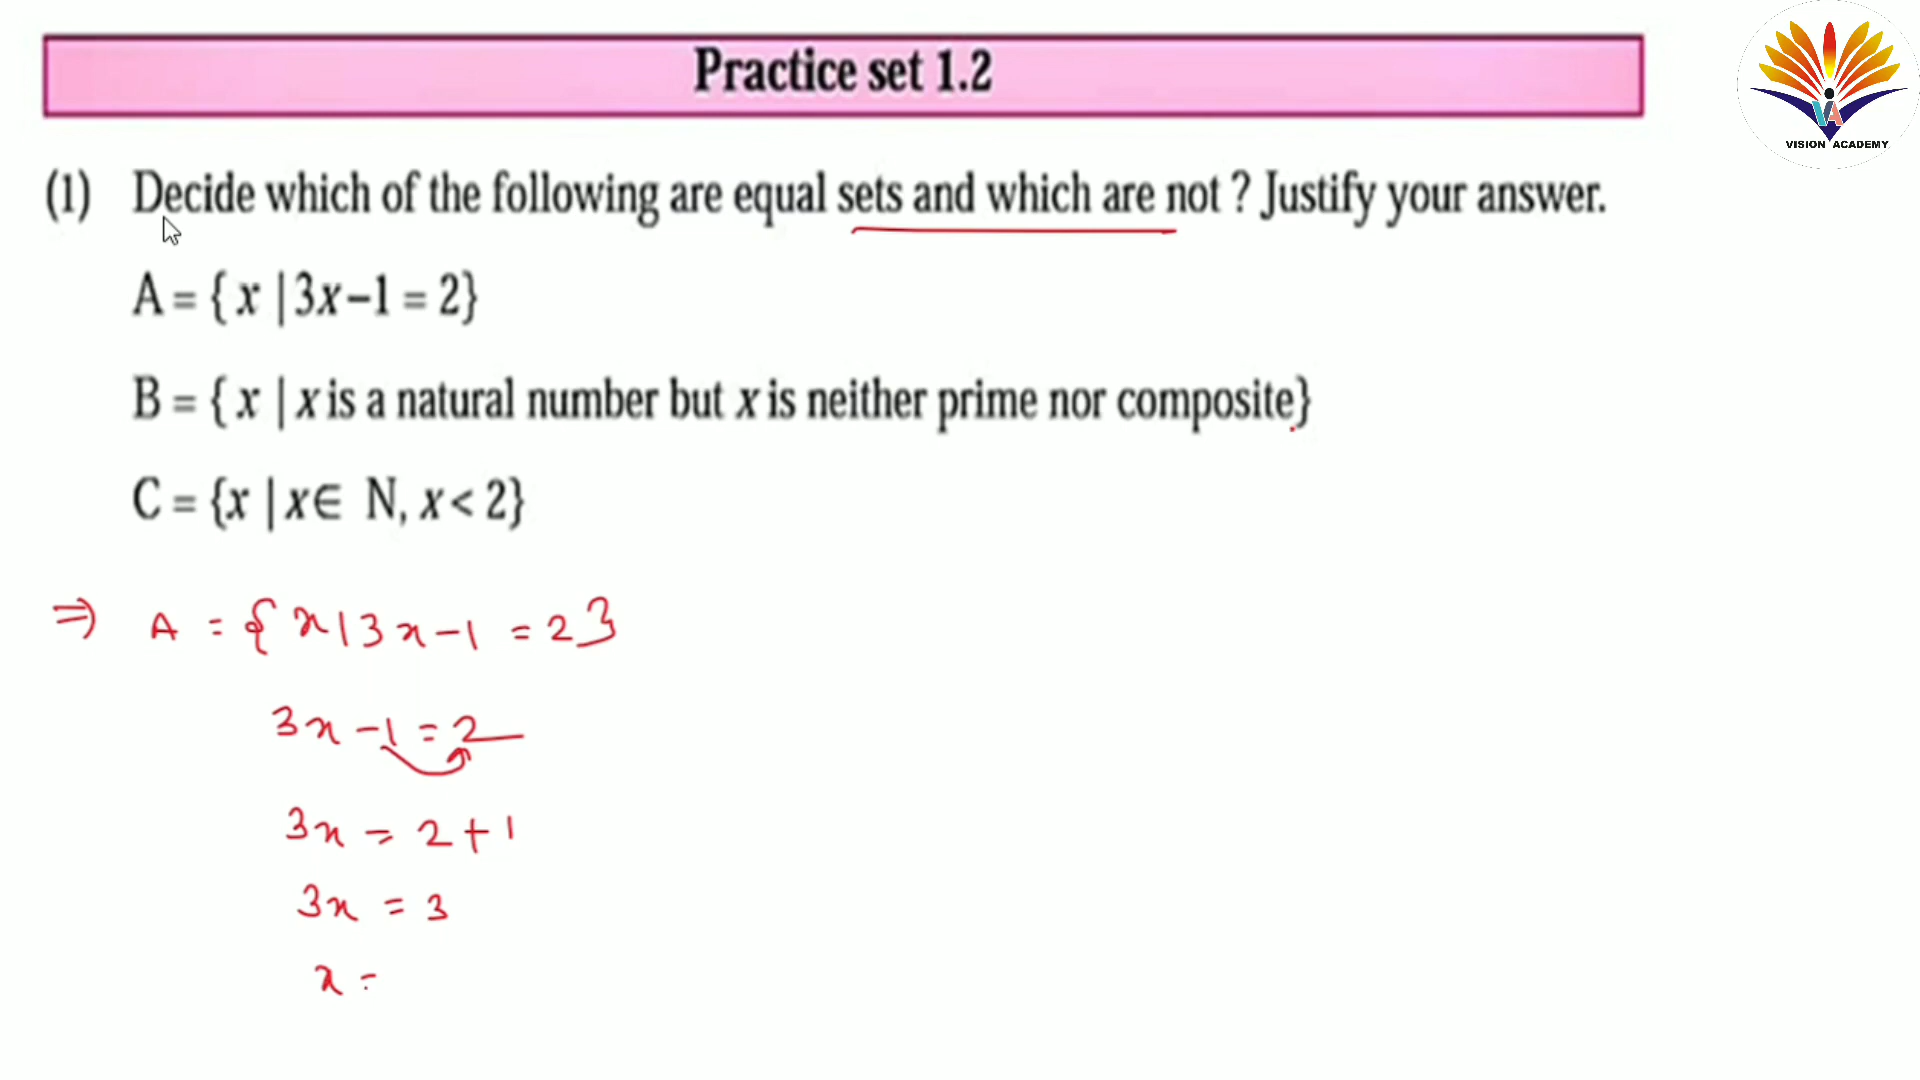 Practice set 1.2
VA
VISION ACADEMY
(1) Decide which of the following are equal sets and which are not ? Justify your answer.
A = { x | 3x−1 = 2}
B = { x | x is a natural number but x is neither prime nor composite}
C = {x | x∈ N, x < 2}
⇒ A = { x | 3x − 1 = 2 }
3x − 1 = 2
3x = 2 + 1
3x = 3
x =